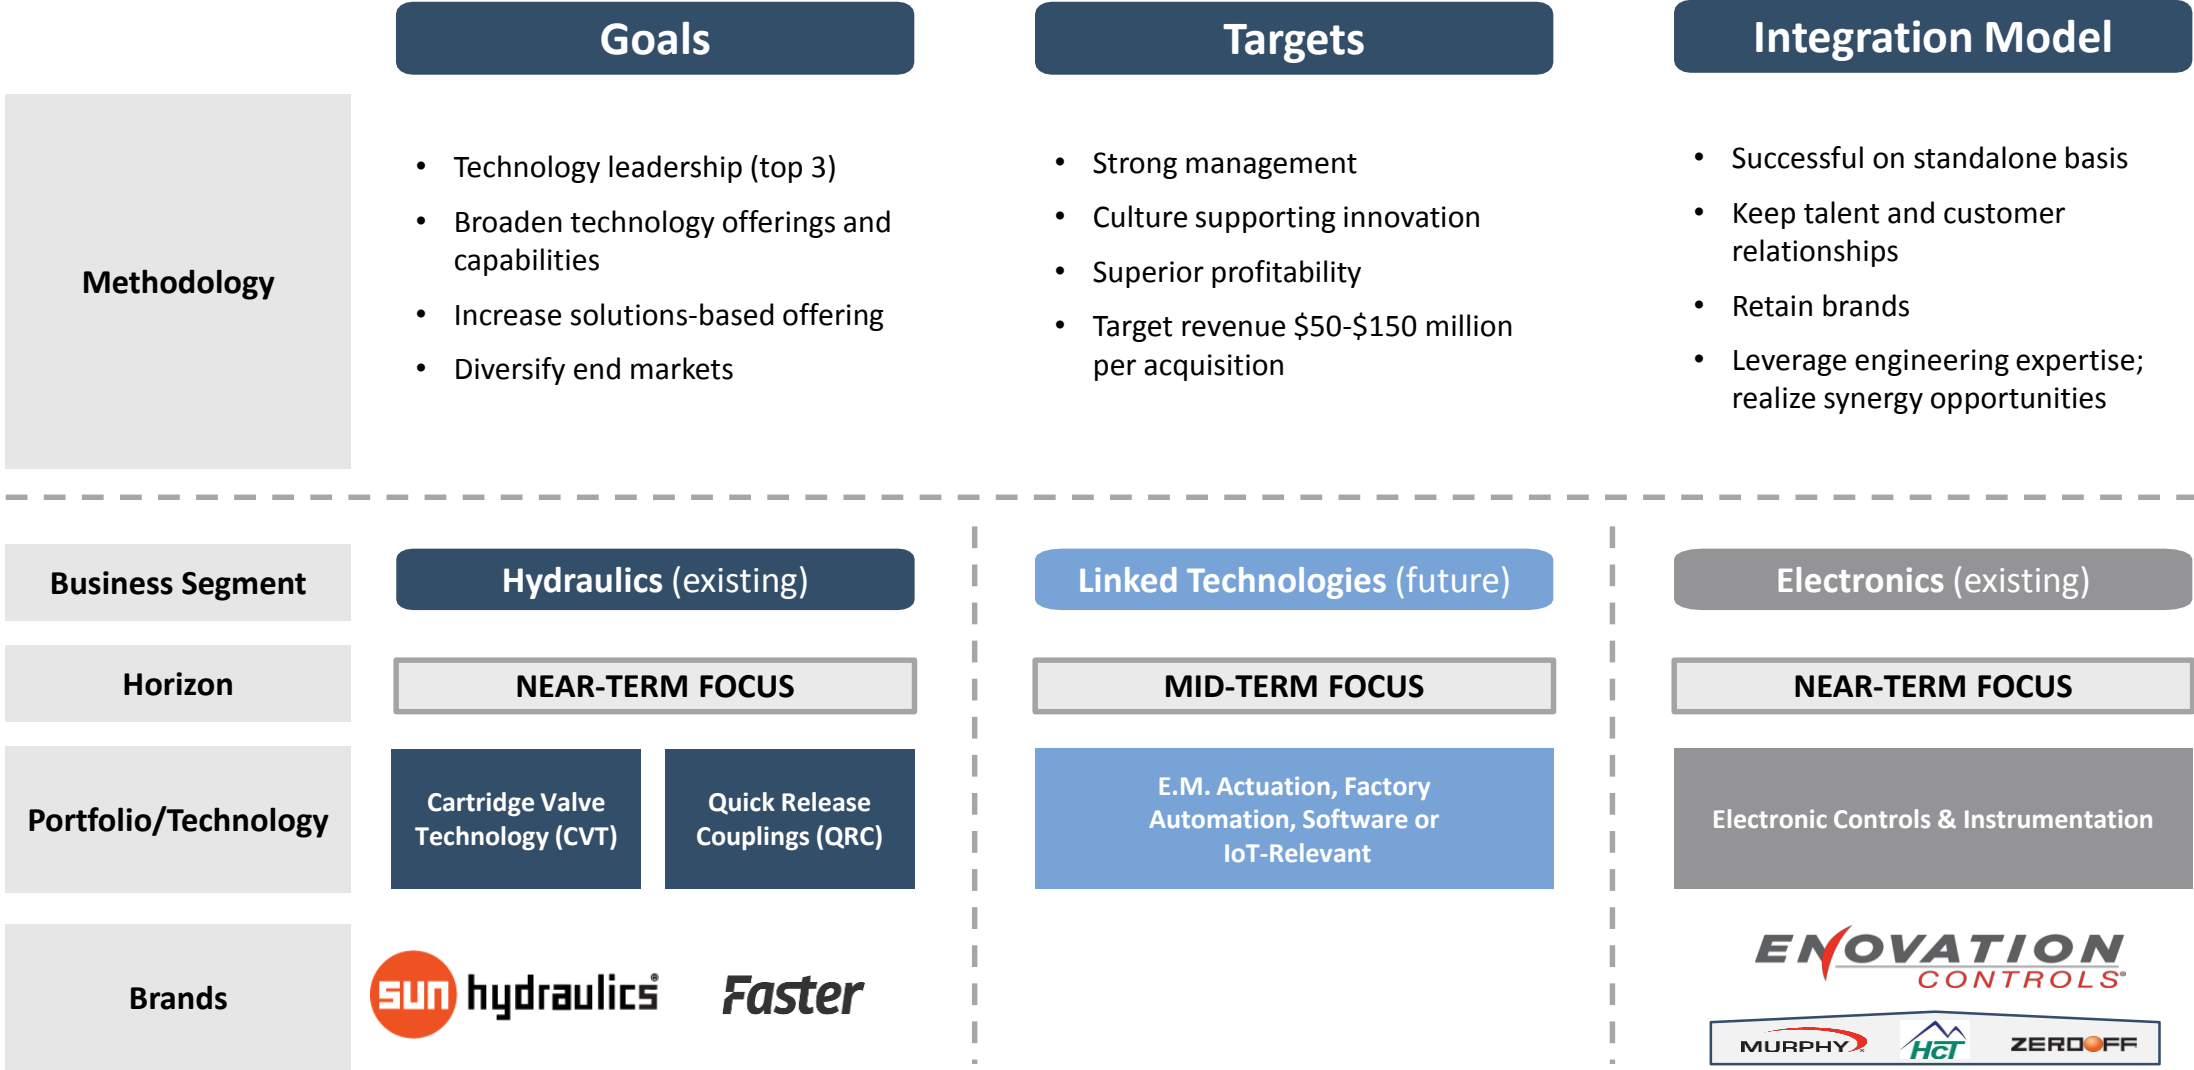 Goals
Targets
Integration Model
Methodology
• Technology leadership (top 3)
• Broaden technology offerings and
capabilities
• Increase solutions-based offering
• Diversify end markets
• Strong management
• Culture supporting innovation
• Superior profitability
• Target revenue $50-$150 million
per acquisition
• Successful on standalone basis
• Keep talent and customer
relationships
• Retain brands
• Leverage engineering expertise;
realize synergy opportunities
Business Segment
Hydraulics (existing)
Linked Technologies (future)
Electronics (existing)
Horizon
NEAR-TERM FOCUS
MID-TERM FOCUS
NEAR-TERM FOCUS
Portfolio/Technology
Cartridge Valve
Technology (CVT)
Quick Release
Couplings (QRC)
E.M. Actuation, Factory
Automation, Software or
IoT-Relevant
Electronic Controls & Instrumentation
Brands
sun hydraulics®
Faster
ENOVATION
CONTROLS®
MURPHY
HCT
ZEROOFF